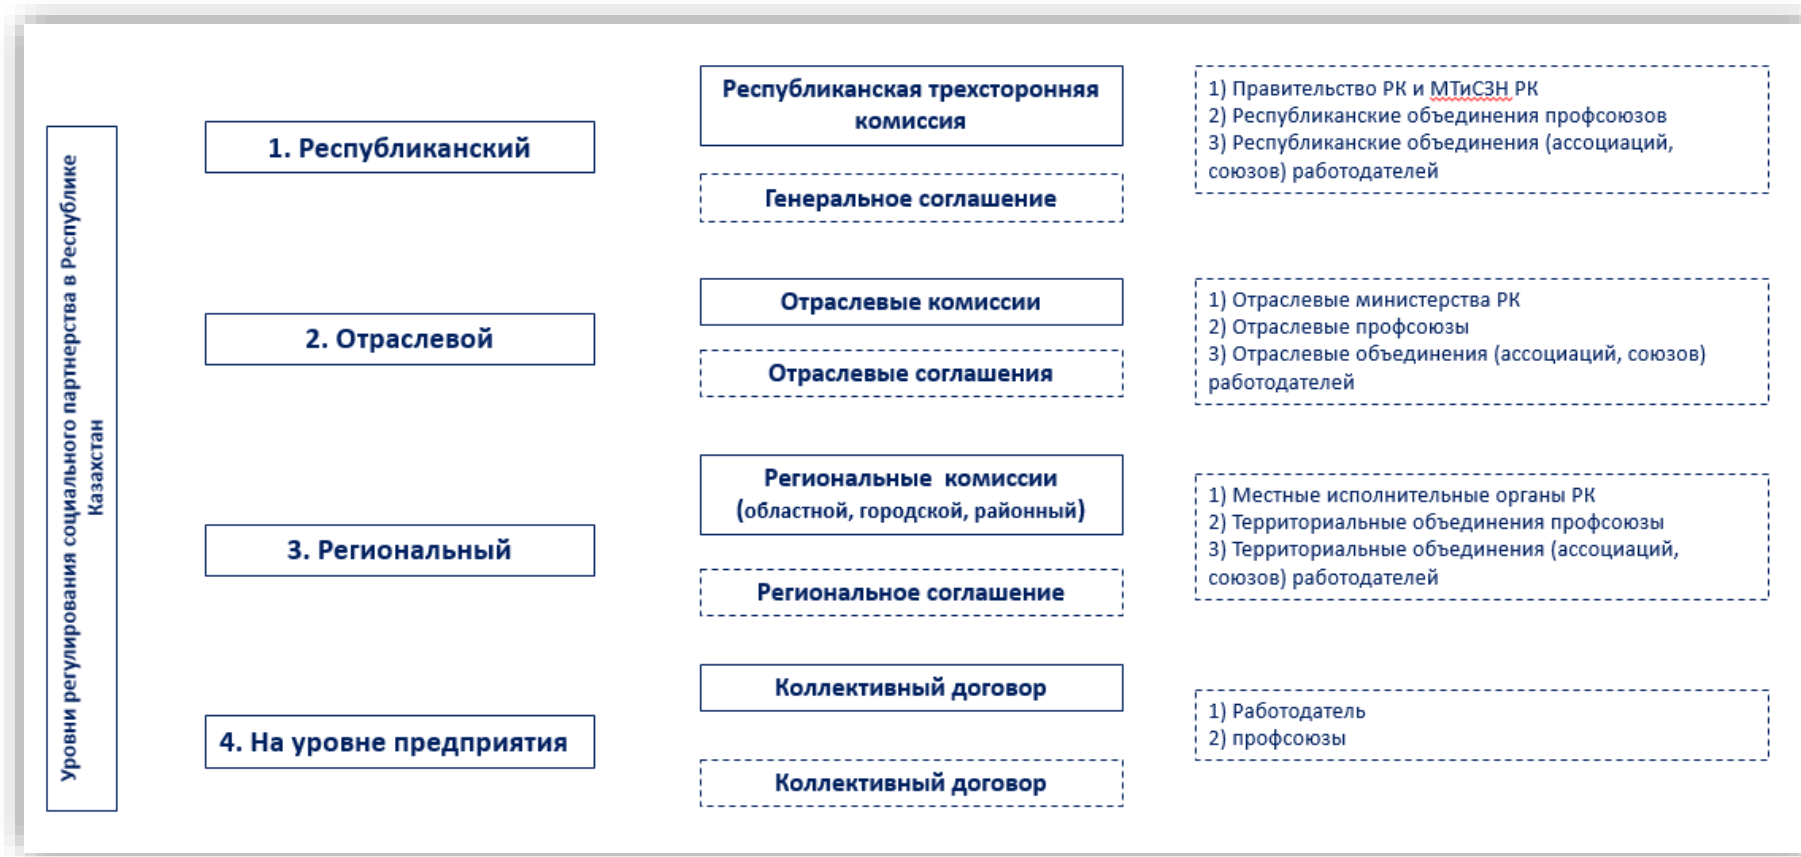 Уровни регулирования социального партнерства в Республике
Казахстан
1. Республиканский
Республиканская трехсторонняя
комиссия
Генеральное соглашение
1) Правительство РК и МТиСЗН РК
2) Республиканские объединения профсоюзов
3) Республиканские объединения (ассоциаций,
союзов) работодателей
2. Отраслевой
Отраслевые комиссии
Отраслевые соглашения
1) Отраслевые министерства РК
2) Отраслевые профсоюзы
3) Отраслевые объединения (ассоциаций, союзов)
работодателей
3. Региональный
Региональные комиссии
(областной, городской, районный)
Региональное соглашение
1) Местные исполнительные органы РК
2) Территориальные объединения профсоюзы
3) Территориальные объединения (ассоциаций,
союзов) работодателей
4. На уровне предприятия
Коллективный договор
Коллективный договор
1) Работодатель
2) профсоюзы